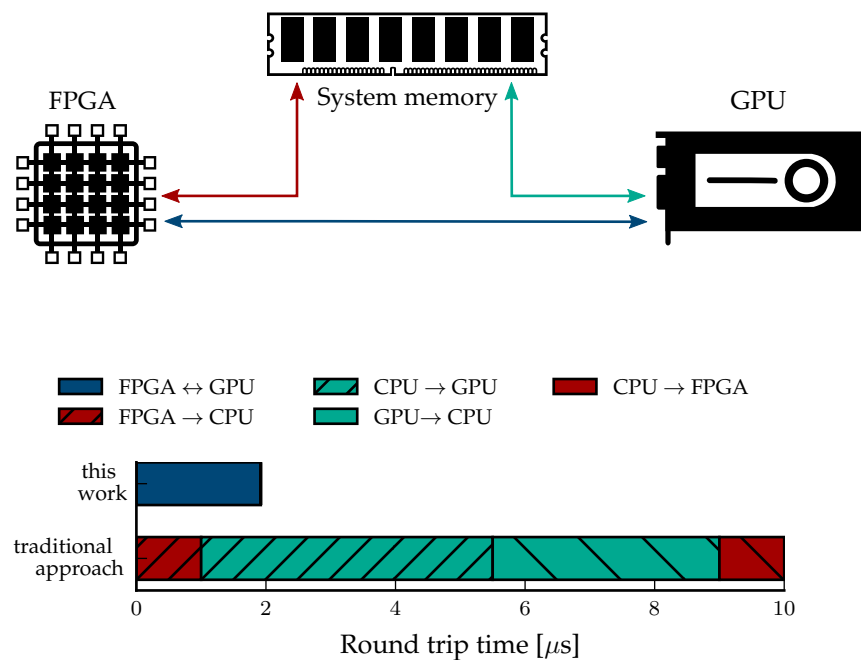 System memory
FPGA
GPU
FPGA ↔ GPU
CPU → GPU
CPU → FPGA
FPGA → CPU
GPU→ CPU
this
work
traditional
approach
0 2 4 6 8 10
Round trip time [μs]